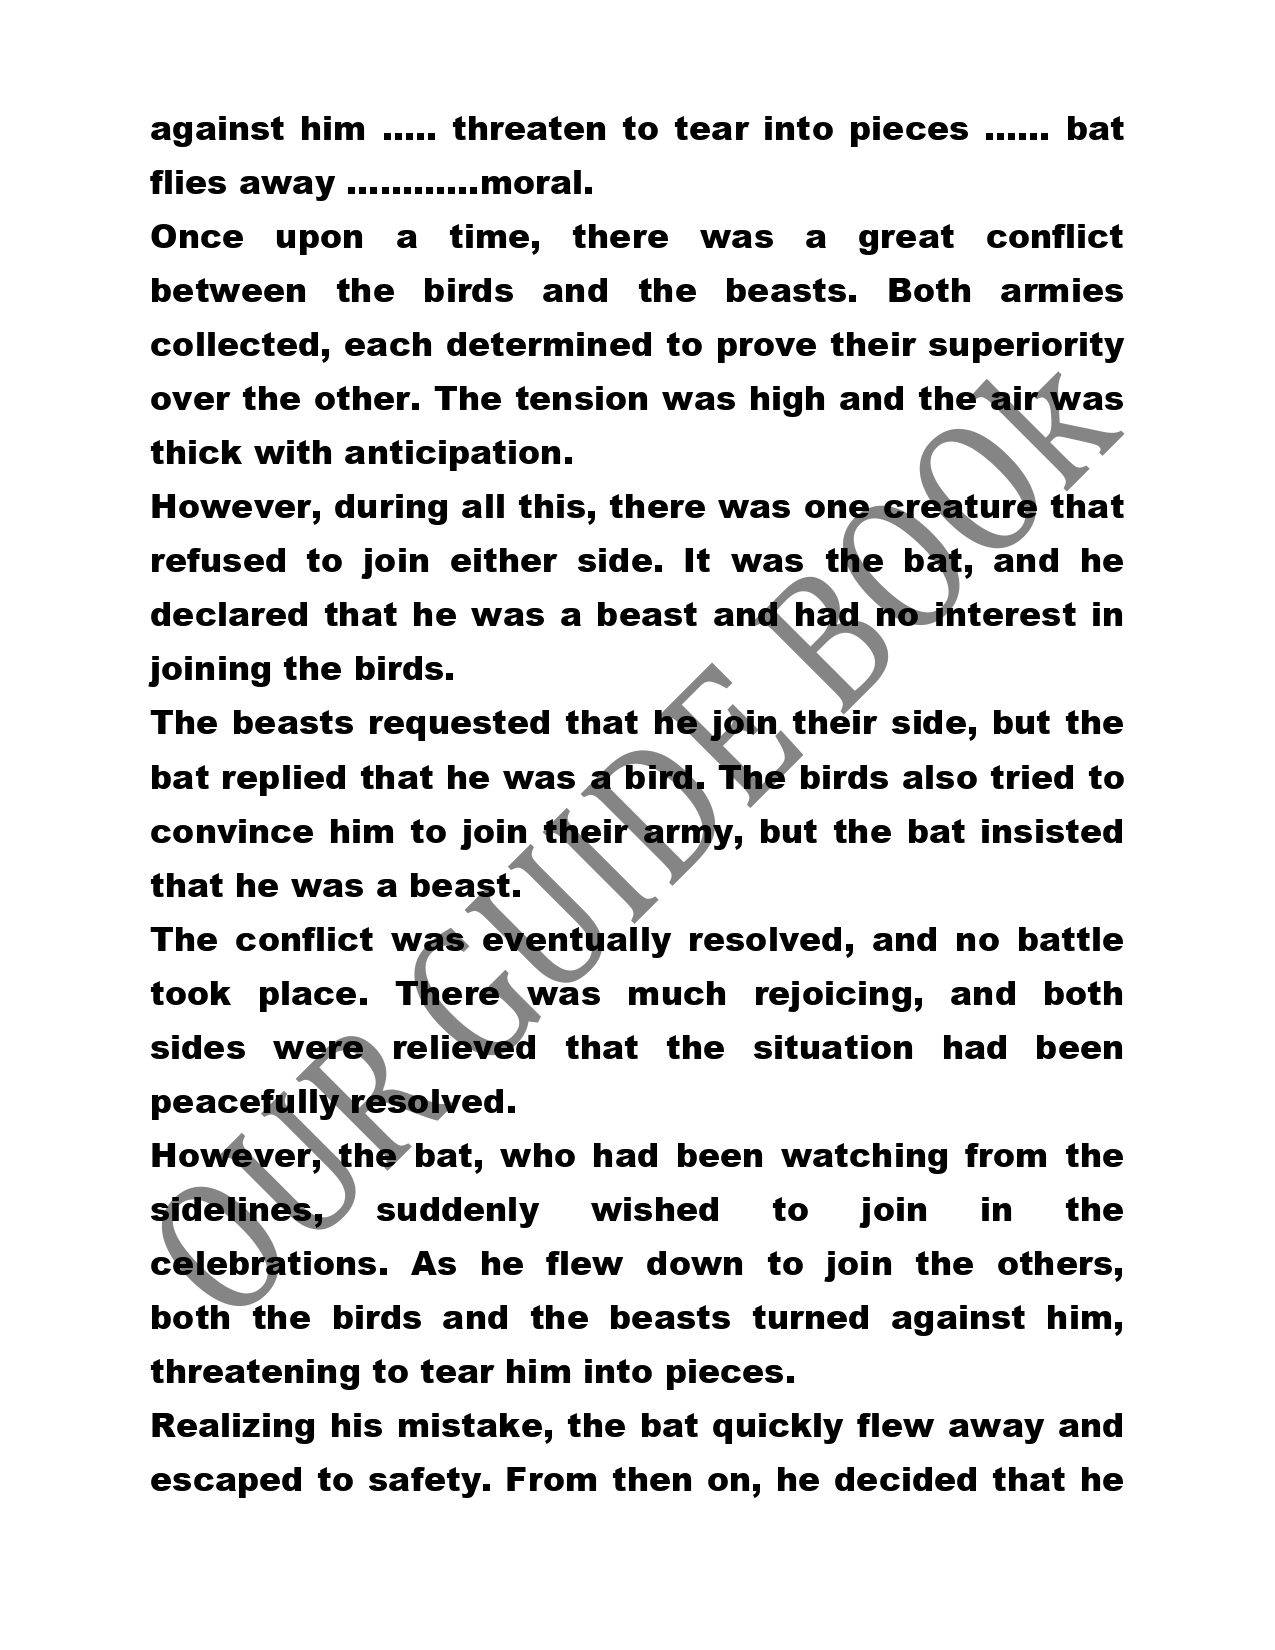 against him ..... threaten to tear into pieces ...... bat
flies away ............moral.
Once upon a time, there was a great conflict
between the birds and the beasts. Both armies
collected, each determined to prove their superiority
over the other. The tension was high and the air was
thick with anticipation.
However, during all this, there was one creature that
refused to join either side. It was the bat, and he
declared that he was a beast and had no interest in
joining the birds.
The beasts requested that he join their side, but the
bat replied that he was a bird. The birds also tried to
convince him to join their army, but the bat insisted
that he was a beast.
The conflict was eventually resolved, and no battle
took place. There was much rejoicing, and both
sides were relieved that the situation had been
peacefully resolved.
However, the bat, who had been watching from the
sidelines, suddenly wished to join in the
celebrations. As he flew down to join the others,
both the birds and the beasts turned against him,
threatening to tear him into pieces.
Realizing his mistake, the bat quickly flew away and
escaped to safety. From then on, he decided that he
OUR GUIDE BOOk